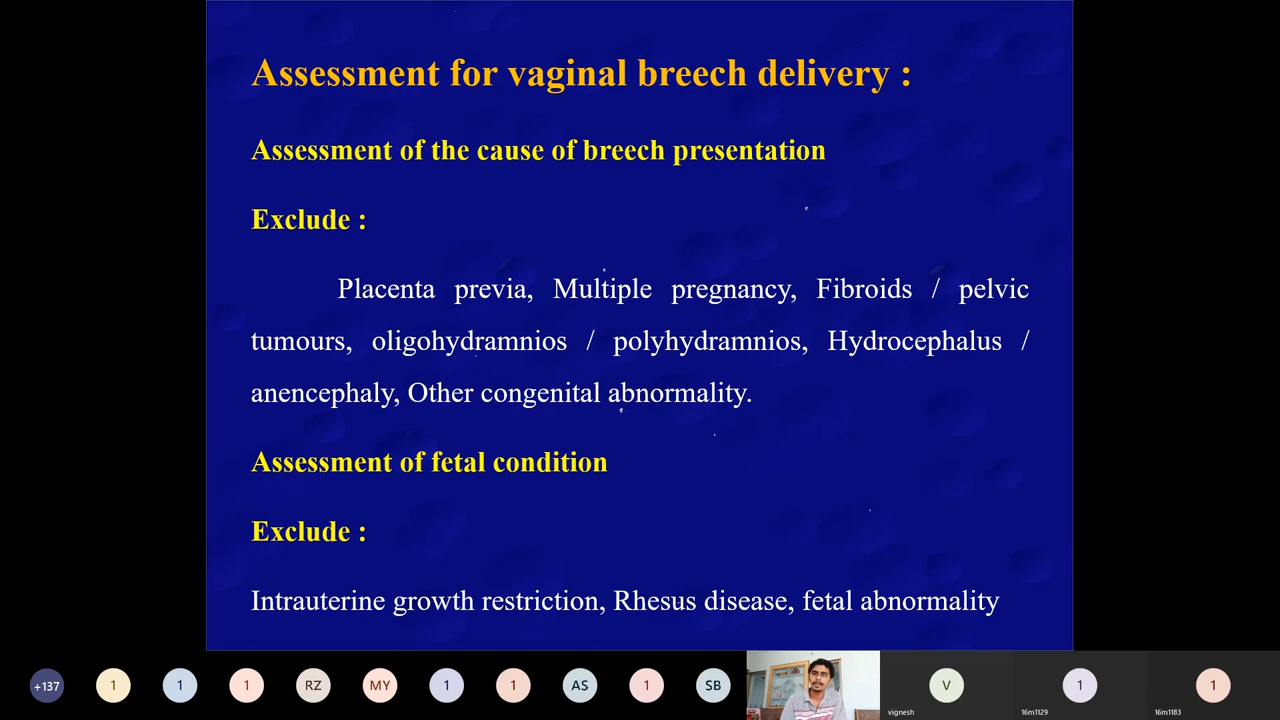 Assessment for vaginal breech delivery :
Assessment of the cause of breech presentation
Exclude :
Placenta previa, Multiple pregnancy, Fibroids / pelvic
tumours, oligohydramnios / polyhydramnios, Hydrocephalus /
anencephaly, Other congenital abnormality.
Assessment of fetal condition
Exclude :
Intrauterine growth restriction, Rhesus disease, fetal abnormality
+137 1 1 1 RZ MY 1 1 AS 1 SB V 1 1
vignesh 16m1129 16m1183